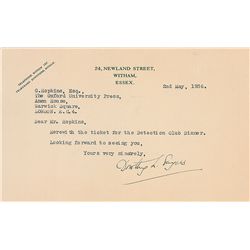 24, NEWLAND STREET,
WITHAM,
ESSEX.
2nd May, 1936.
G.Hopkins, Esq.
The Oxford University Press,
Amen House,
Warwick Square,
LONDON. E.C.4.
Dear Mr. Hopkins,
Herewith the ticket for the Detection Club Dinner.
Looking forward to seeing you,
Yours very sincerely,
Dorothy L. Sayers